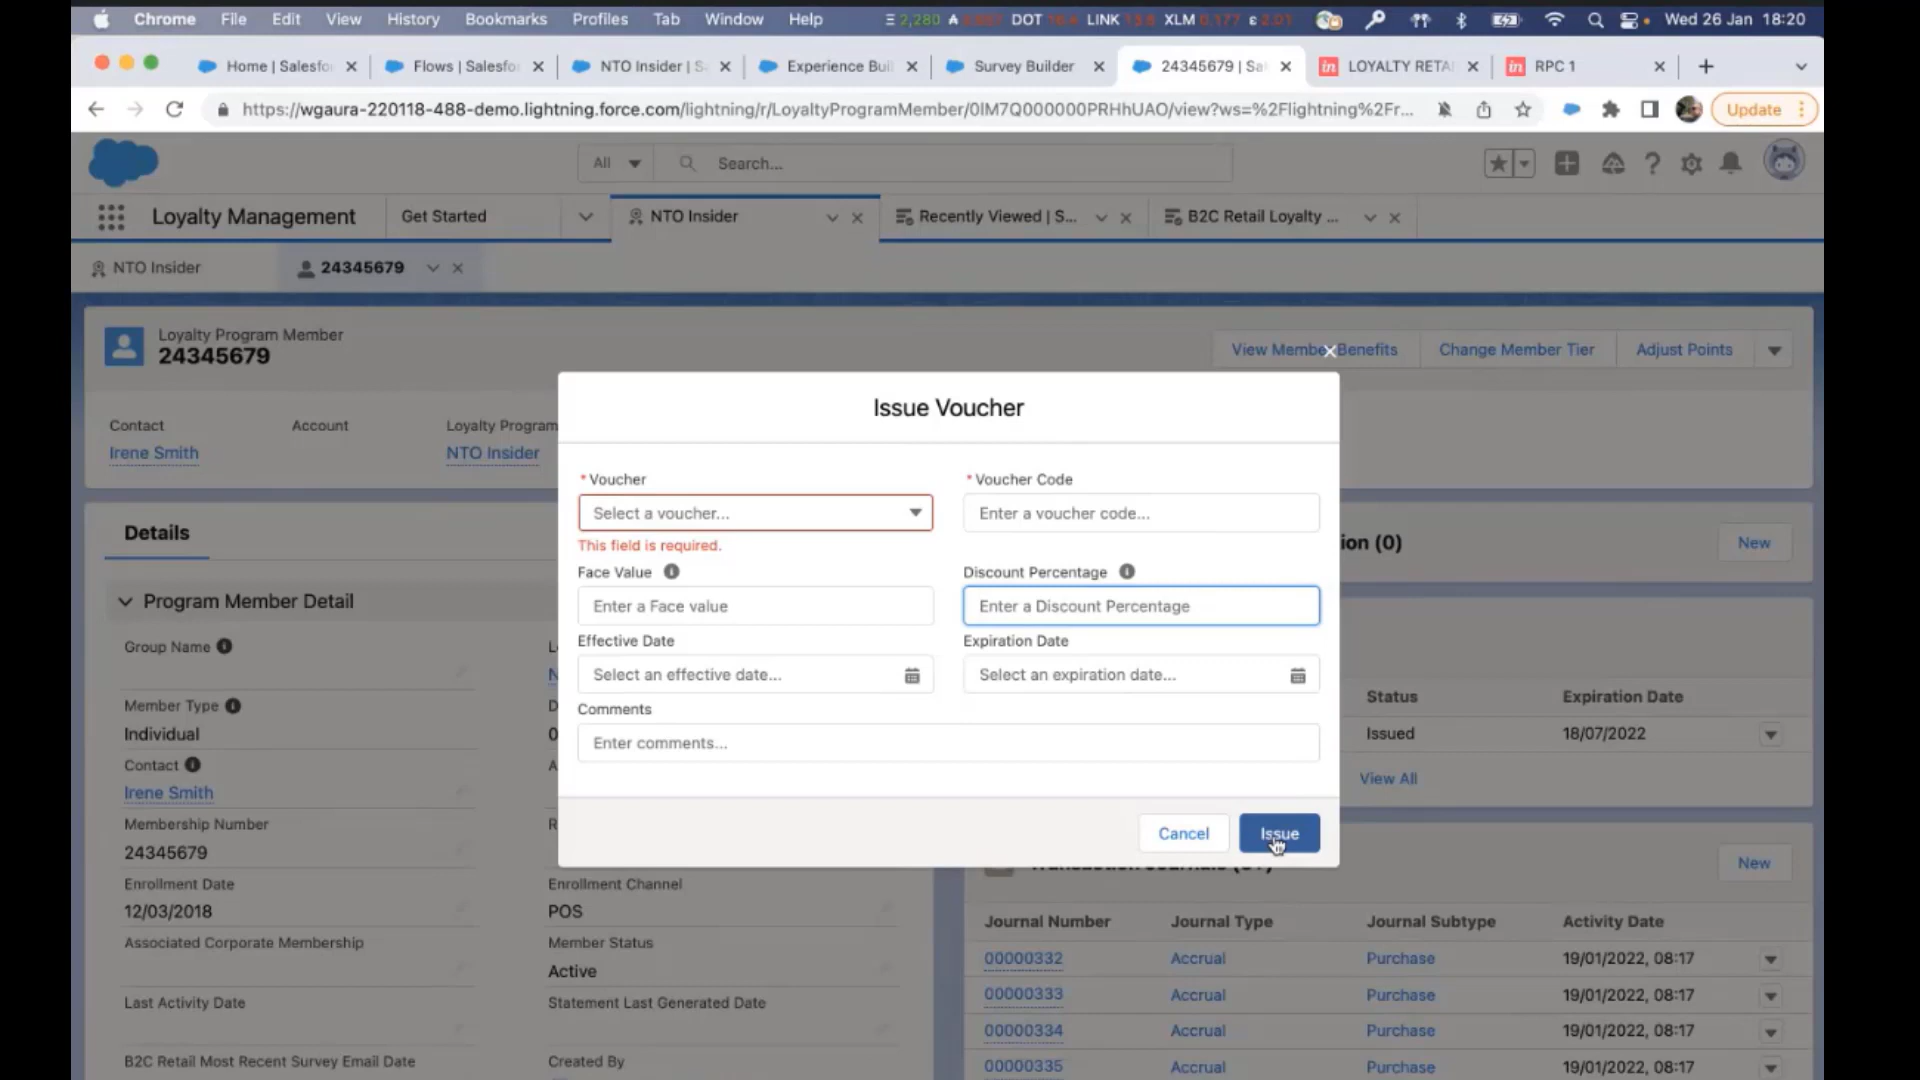 Chrome File Edit View History Bookmarks Profiles Tab Window Help 2,280 DOT LINK XLM 0.177 Wed 26 Jan 18:20
Home | Salesfo Flows | Salesfo NTO Insider | S Experience Bui Survey Builder 24345679 | Sa LOYALTY RETA RPC 1
https://wgaura-220118-488-demo.lightning.force.com/lightning/r/LoyaltyProgramMember/0lM7Q000000PRHhUAO/view?ws=%2Flightning%2Fr... Update
All Search...
Loyalty Management Get Started NTO Insider Recently Viewed | S... B2C Retail Loyalty ...
NTO Insider 24345679
Loyalty Program Member
24345679
View Member Benefits Change Member Tier Adjust Points
Contact Account Loyalty Program
Irene Smith NTO Insider
Issue Voucher
* Voucher * Voucher Code
Select a voucher... Enter a voucher code...
This field is required.
Face Value Discount Percentage
Enter a Face value Enter a Discount Percentage
Effective Date Expiration Date
Select an effective date... Select an expiration date...
Comments
Enter comments...
Cancel Issue
Details
Program Member Detail
Group Name
Member Type
Individual
Contact
Irene Smith
Membership Number
24345679
Enrollment Date Enrollment Channel
12/03/2018 POS
Associated Corporate Membership Member Status
Active
Last Activity Date Statement Last Generated Date
B2C Retail Most Recent Survey Email Date Created By
ion (0) New
Status Expiration Date
Issued 18/07/2022
View All
New
Journal Number Journal Type Journal Subtype Activity Date
00000332 Accrual Purchase 19/01/2022, 08:17
00000333 Accrual Purchase 19/01/2022, 08:17
00000334 Accrual Purchase 19/01/2022, 08:17
00000335 Accrual Purchase 19/01/2022, 08:17